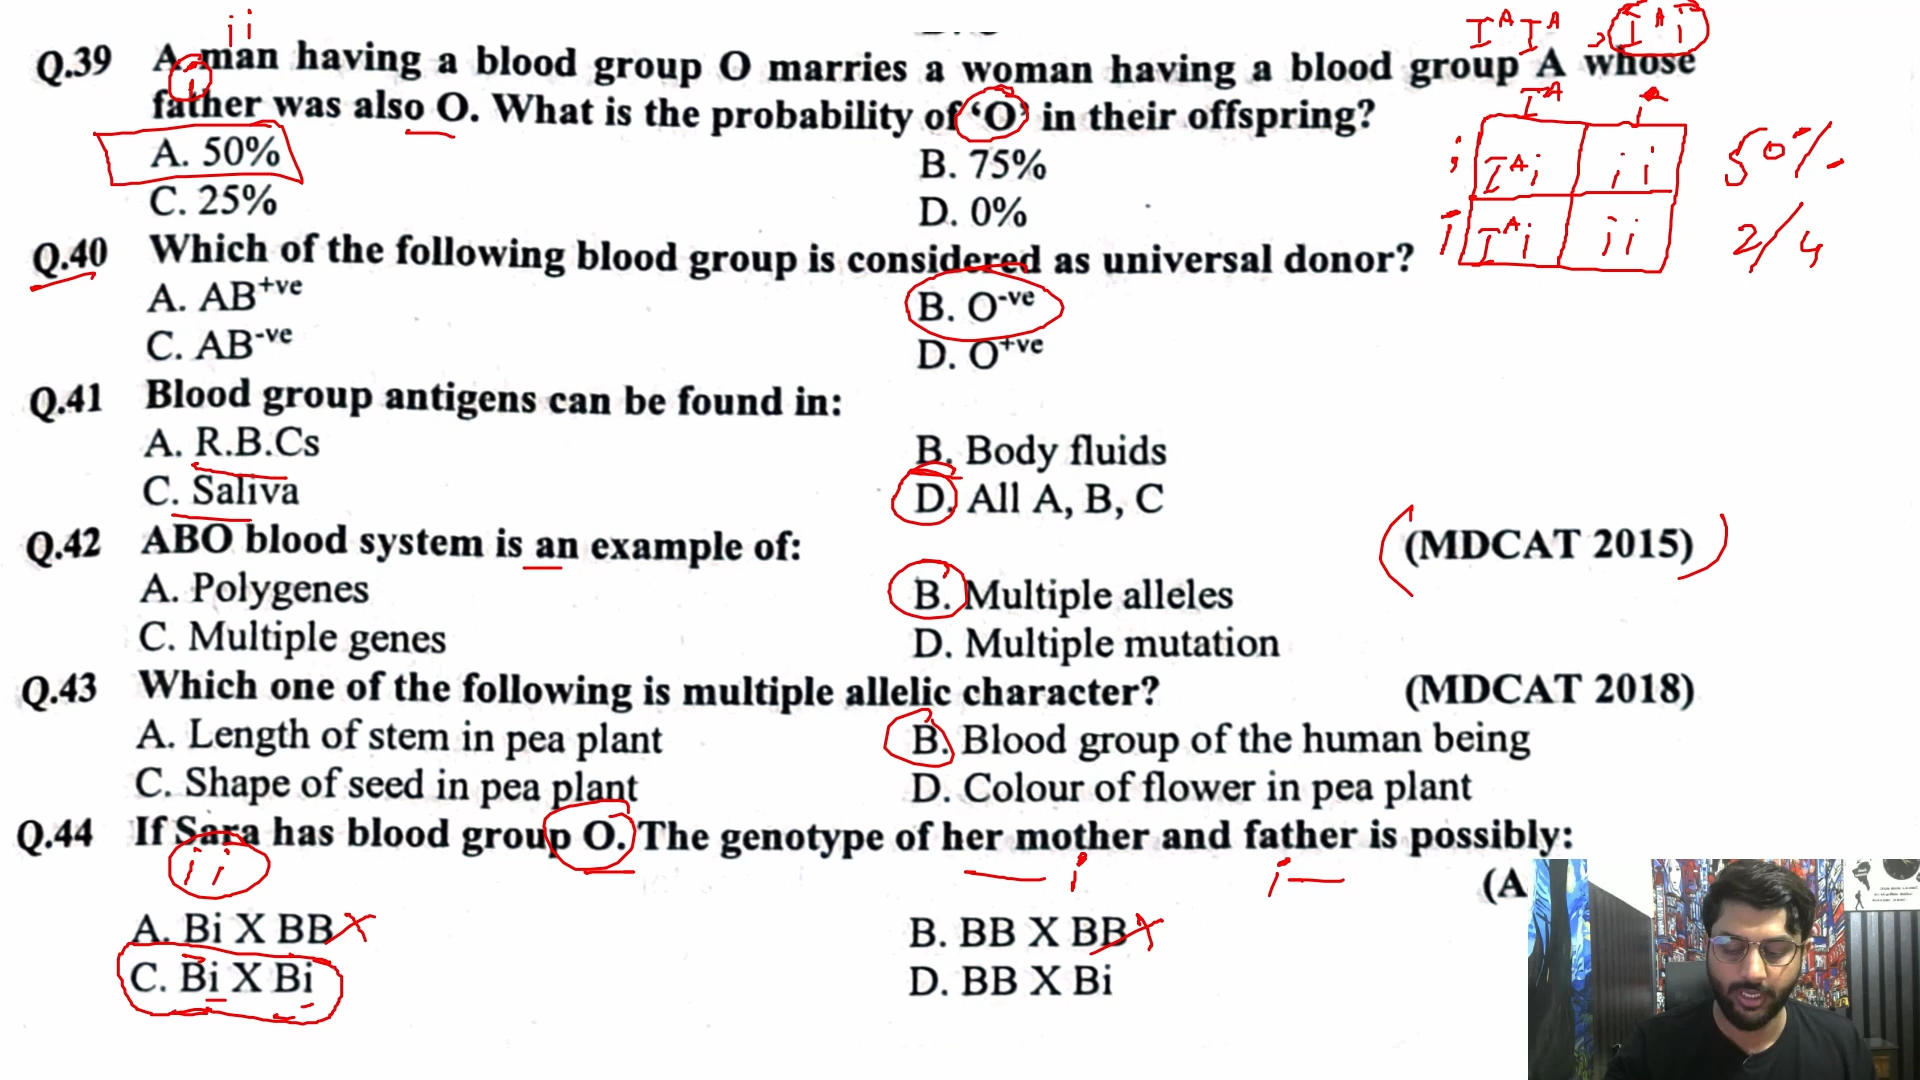 i i
I^A I^A , I^A i
Q.39 A man having a blood group O marries a woman having a blood group A whose
i
father was also O. What is the probability of ‘O’ in their offspring?
I^A i
A. 50% B. 75%
i I^A i i i 50%
C. 25% D. 0%
i I^A i i i 2/4
Q.40 Which of the following blood group is considered as universal donor?
A. AB+ve B. O-ve
C. AB-ve D. O+ve
Q.41 Blood group antigens can be found in:
A. R.B.Cs B. Body fluids
C. Saliva D. All A, B, C
Q.42 ABO blood system is an example of: (MDCAT 2015)
A. Polygenes B. Multiple alleles
C. Multiple genes D. Multiple mutation
Q.43 Which one of the following is multiple allelic character? (MDCAT 2018)
A. Length of stem in pea plant B. Blood group of the human being
C. Shape of seed in pea plant D. Colour of flower in pea plant
Q.44 If Sara has blood group O. The genotype of her mother and father is possibly:
i i i i
(A
A. Bi X BB B. BB X BB
C. Bi X Bi D. BB X Bi